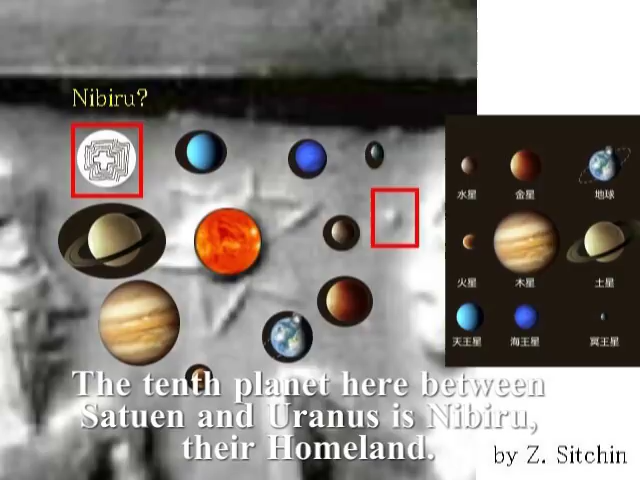 Nibiru?
水星 金星 地球
火星 木星 土星
天王星 海王星 冥王星
The tenth planet here between
Satuen and Uranus is Nibiru,
their Homeland.
by Z. Sitchin